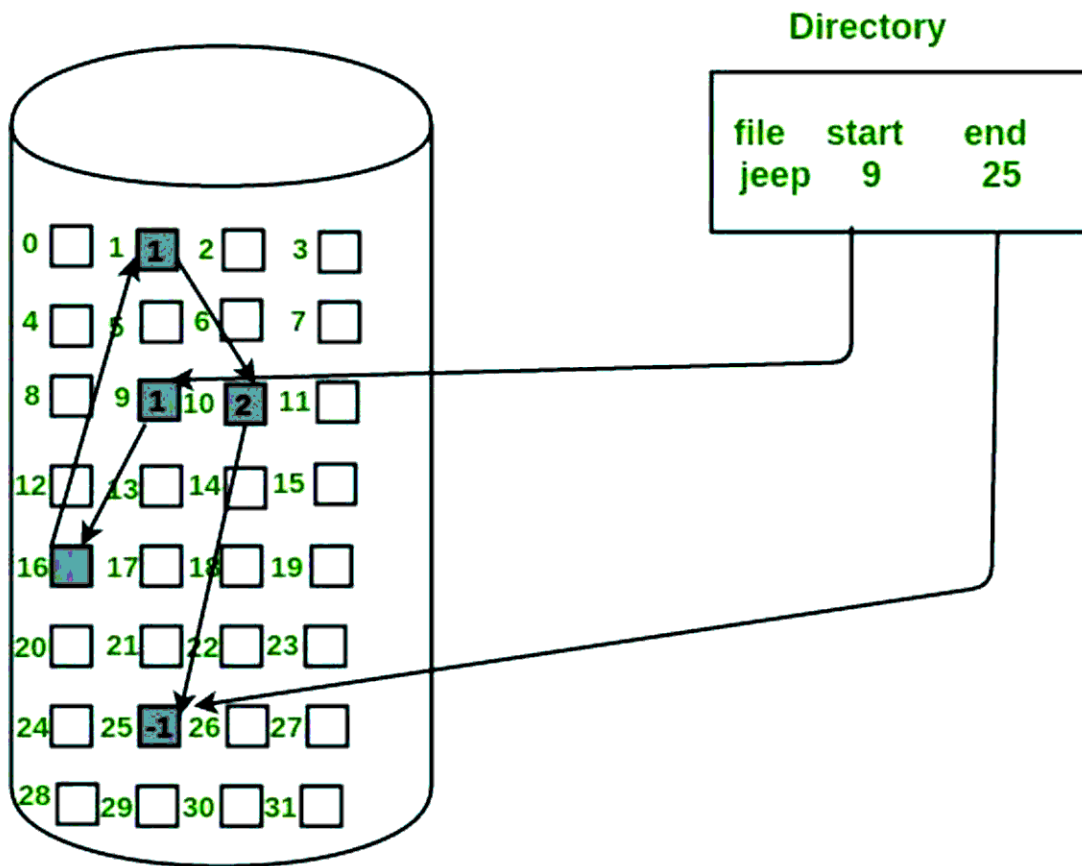 Directory
file start end
jeep 9 25
0 1 1 2 3
4 5 6 7
8 9 1 10 2 11
12 13 14 15
16 17 18 19
20 21 22 23
24 25 -1 26 27
28 29 30 31